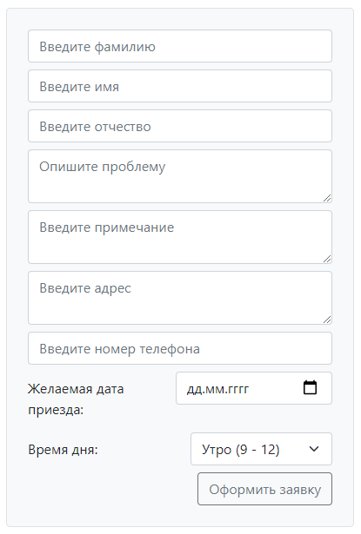 Введите фамилию
Введите имя
Введите отчество
Опишите проблему
Введите примечание
Введите адрес
Введите номер телефона
Желаемая дата
приезда:
дд.мм.гггг
Время дня:
Утро (9 - 12)
Оформить заявку